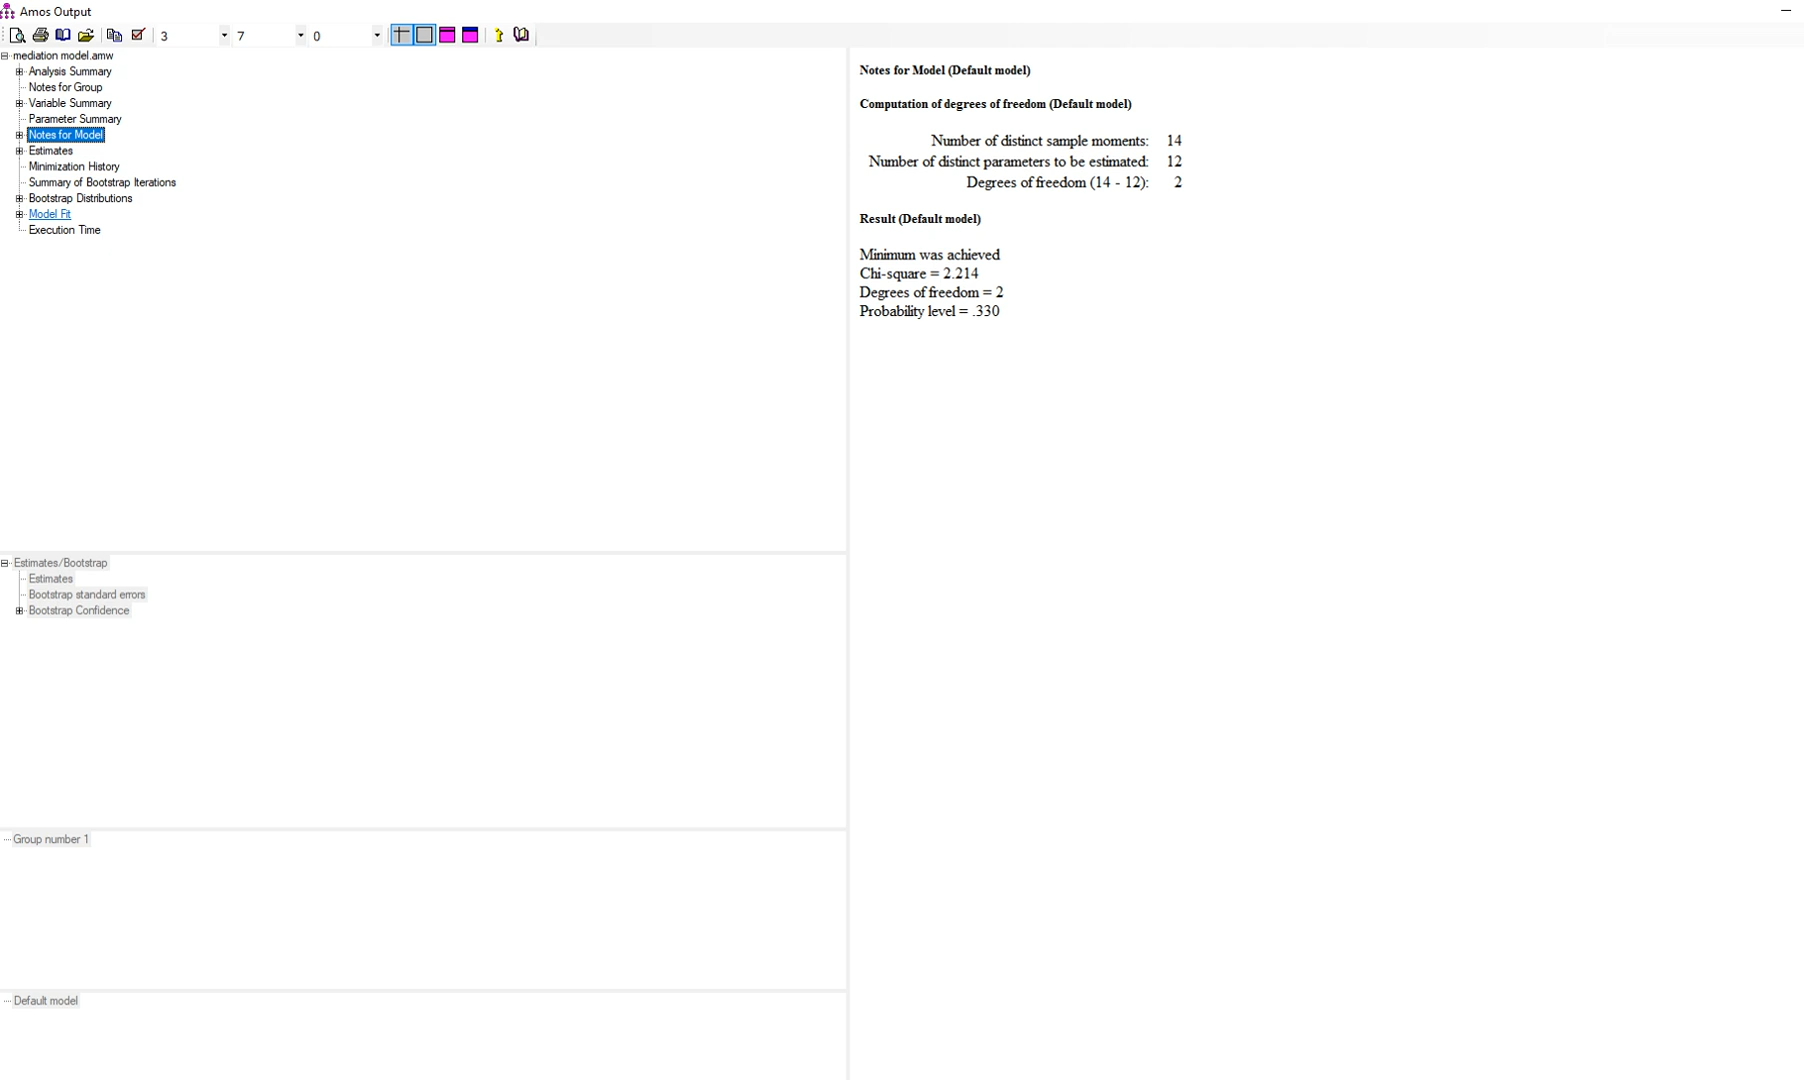 Amos Output
3 7 0
mediation model.amw
Analysis Summary
Notes for Group
Variable Summary
Parameter Summary
Notes for Model
Estimates
Minimization History
Summary of Bootstrap Iterations
Bootstrap Distributions
Model Fit
Execution Time
Estimates/Bootstrap
Estimates
Bootstrap standard errors
Bootstrap Confidence
Group number 1
Default model
Notes for Model (Default model)
Computation of degrees of freedom (Default model)
Number of distinct sample moments: 14
Number of distinct parameters to be estimated: 12
Degrees of freedom (14 - 12): 2
Result (Default model)
Minimum was achieved
Chi-square = 2.214
Degrees of freedom = 2
Probability level = .330